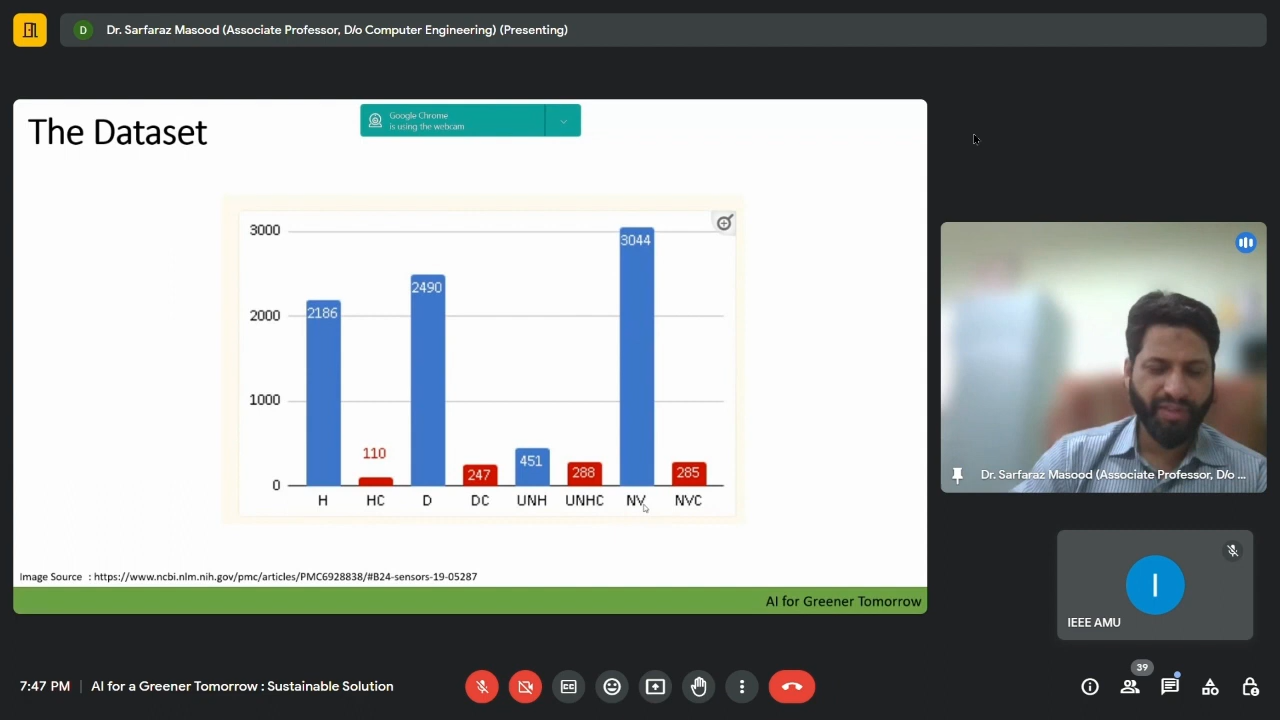 D
Dr. Sarfaraz Masood (Associate Professor, D/o Computer Engineering) (Presenting)
The Dataset
Google Chrome
is using the webcam
3000
3044
2490
2186
2000
1000
110
451
288
285
247
0
H HC D DC UNH UNHC NV NVC
Image Source : https://www.ncbi.nlm.nih.gov/pmc/articles/PMC6928838/#B24-sensors-19-05287
AI for Greener Tomorrow
Dr. Sarfaraz Masood (Associate Professor, D/o ...
I
IEEE AMU
7:47 PM | AI for a Greener Tomorrow : Sustainable Solution
39